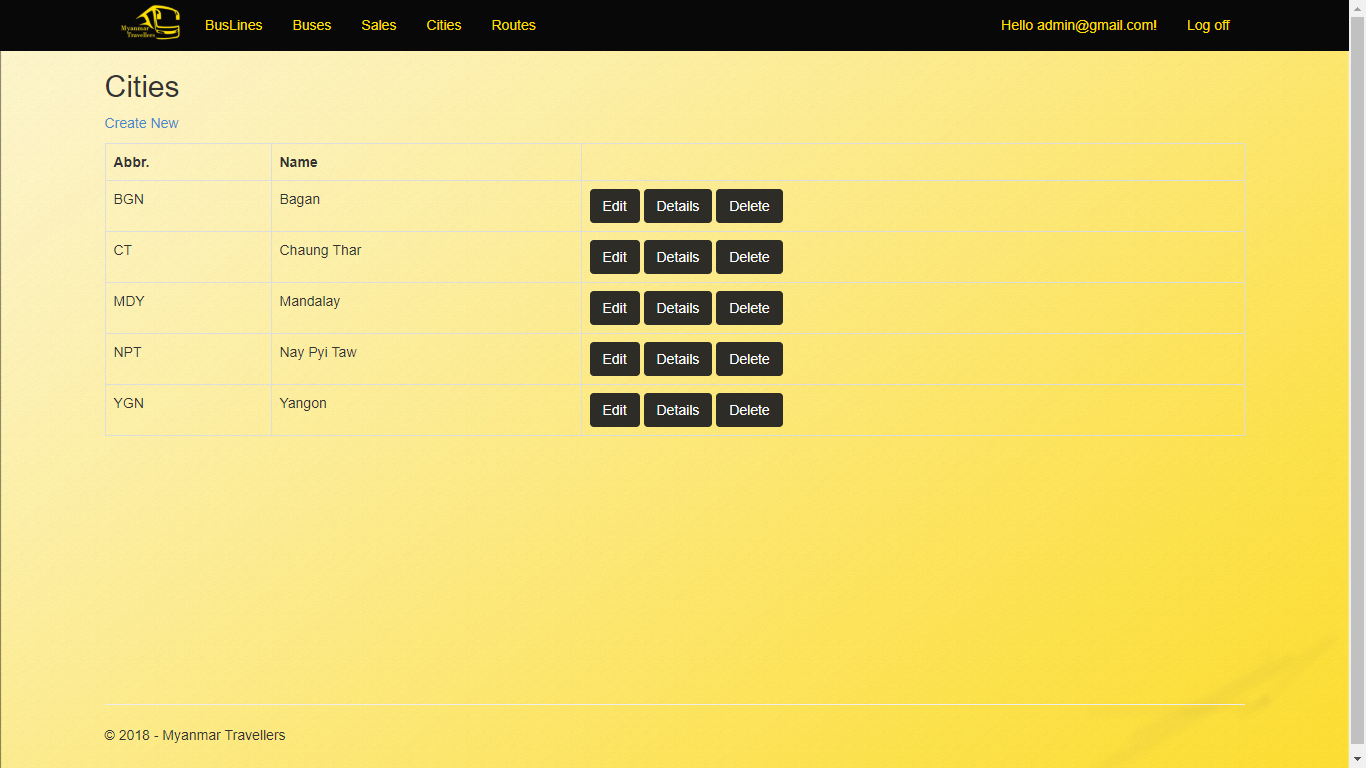 Myanmar
Travellers
BusLines Buses Sales Cities Routes Hello admin@gmail.com! Log off
Cities
Create New
Abbr. Name
BGN Bagan Edit Details Delete
CT Chaung Thar Edit Details Delete
MDY Mandalay Edit Details Delete
NPT Nay Pyi Taw Edit Details Delete
YGN Yangon Edit Details Delete
© 2018 - Myanmar Travellers